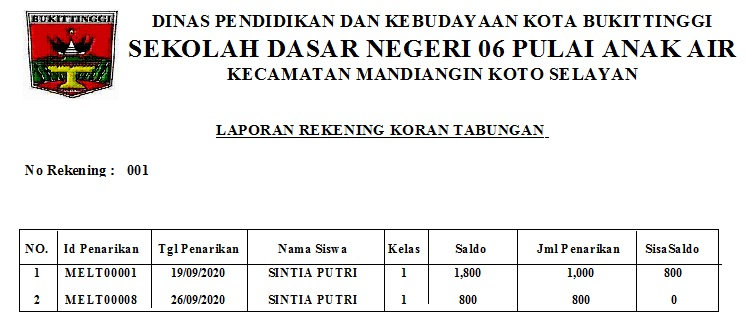 BUKITTINGGI
DINAS PENDIDIKAN DAN KEBUDAYAAN KOTA BUKITTINGGI
SEKOLAH DASAR NEGERI 06 PULAI ANAK AIR
KECAMATAN MANDIANGIN KOTO SELAYAN
LAPORAN REKENING KORAN TABUNGAN
No Rekening : 001
NO. Id Penarikan Tgl Penarikan Nama Siswa Kelas Saldo Jml Penarikan SisaSaldo
1 MELT00001 19/09/2020 SINTIA PUTRI 1 1,800 1,000 800
2 MELT00008 26/09/2020 SINTIA PUTRI 1 800 800 0